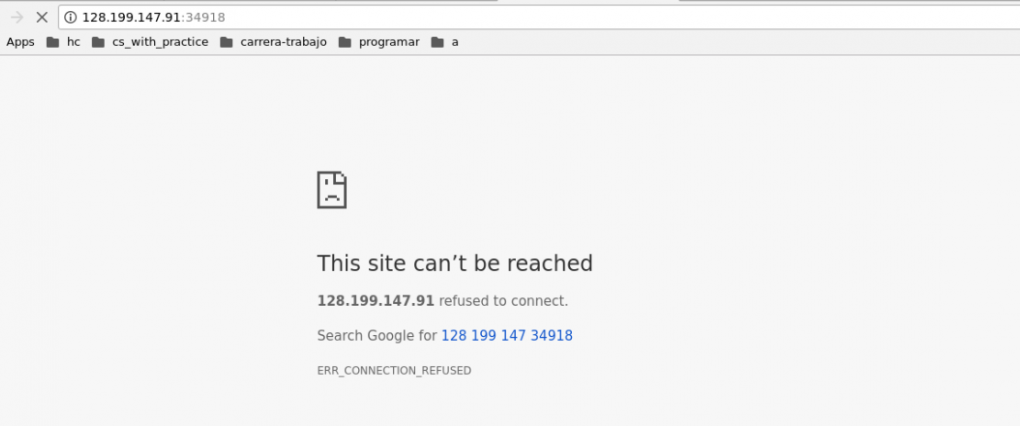 128.199.147.91:34918
Apps hc cs_with_practice carrera-trabajo programar a
This site can’t be reached
128.199.147.91 refused to connect.
Search Google for 128 199 147 34918
ERR_CONNECTION_REFUSED